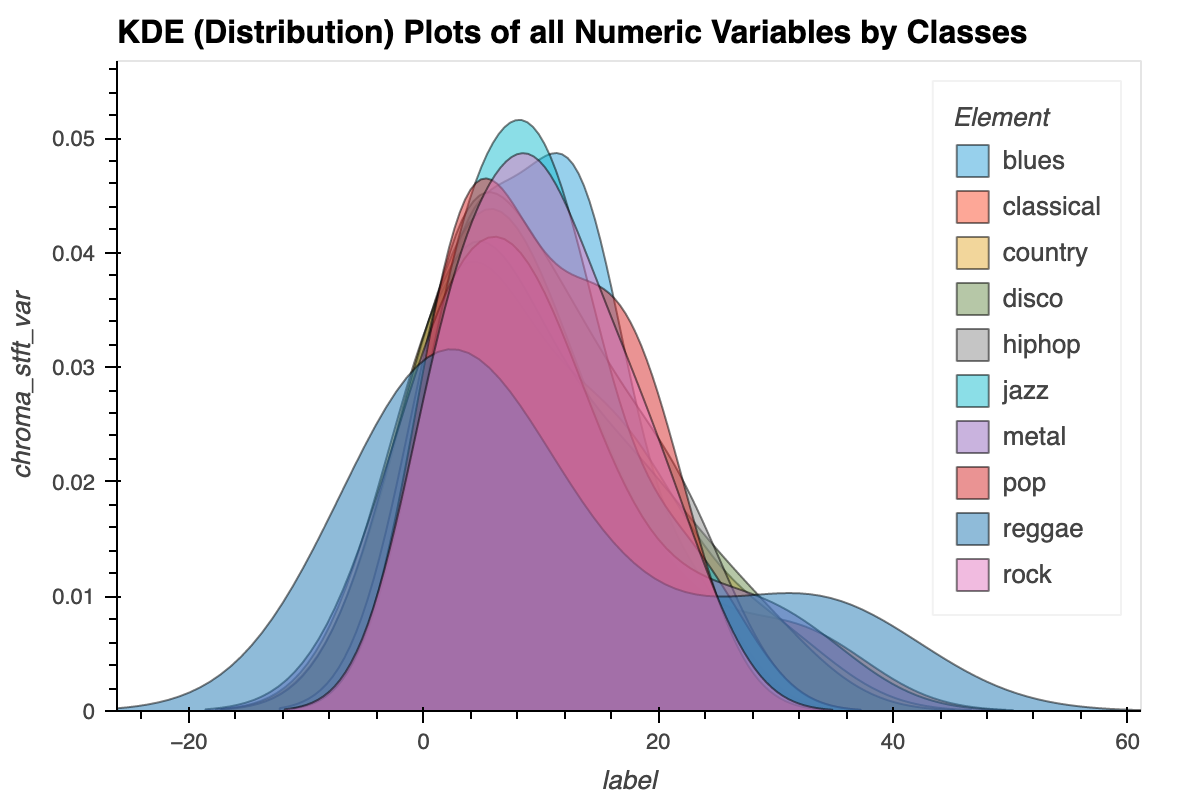 KDE (Distribution) Plots of all Numeric Variables by Classes
Element
blues
classical
country
disco
hiphop
jazz
metal
pop
reggae
rock
chroma_stft_var
0.05
0.04
0.03
0.02
0.01
0
−20 0 20 40 60
label